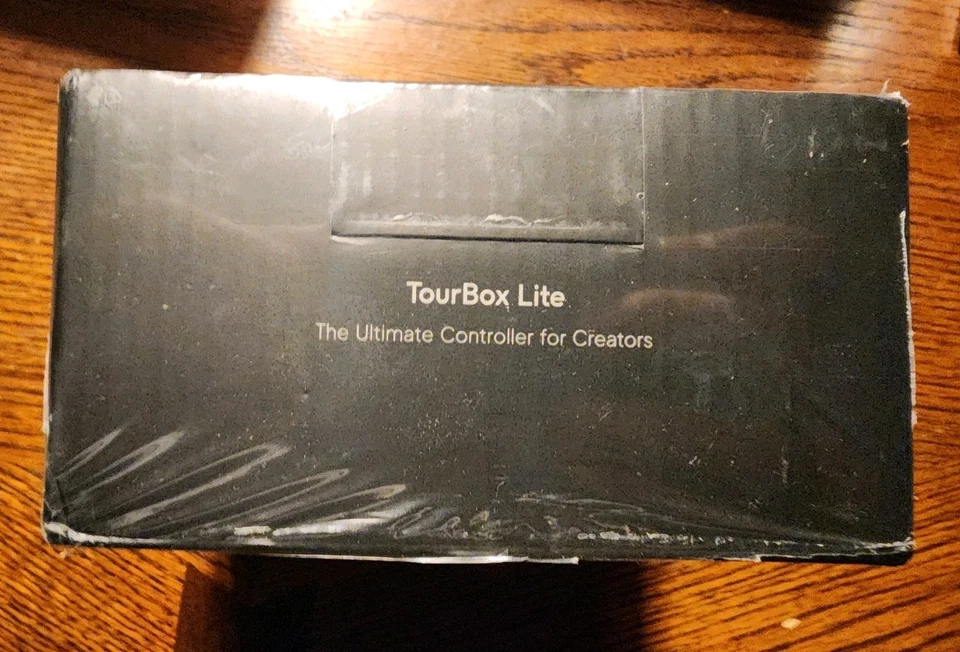 TourBox Lite
The Ultimate Controller for Creators